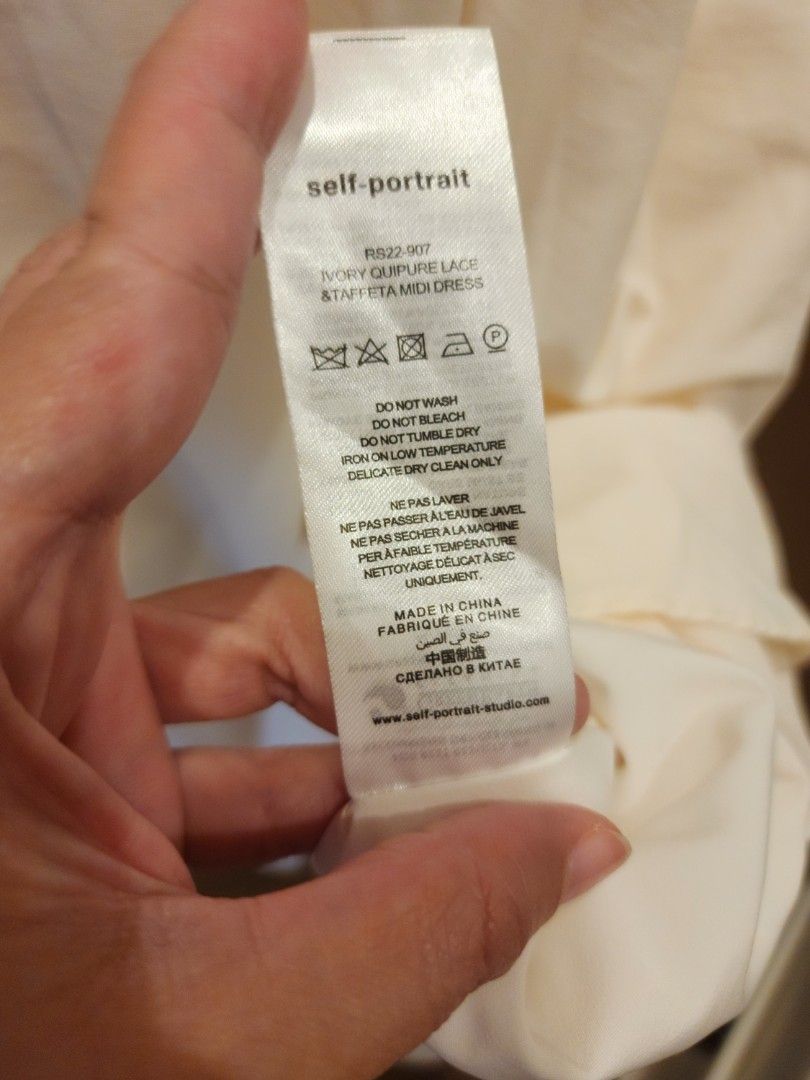 self-portrait
RS22-907
IVORY QUIPURE LACE
&TAFFETA MIDI DRESS
P
DO NOT WASH
DO NOT BLEACH
DO NOT TUMBLE DRY
IRON ON LOW TEMPERATURE
DELICATE DRY CLEAN ONLY
NE PAS LAVER
NE PAS PASSER À L'EAU DE JAVEL
NE PAS SECHER A LA MACHINE
PER À FAIBLE TEMPÉRATURE
NETTOYAGE DÉLICAT À SEC
UNIQUEMENT.
MADE IN CHINA
FABRIQUÉ EN CHINE
صنع في الصين
中国制造
СДЕЛАНО В КИТАЕ
www.self-portrait-studio.com